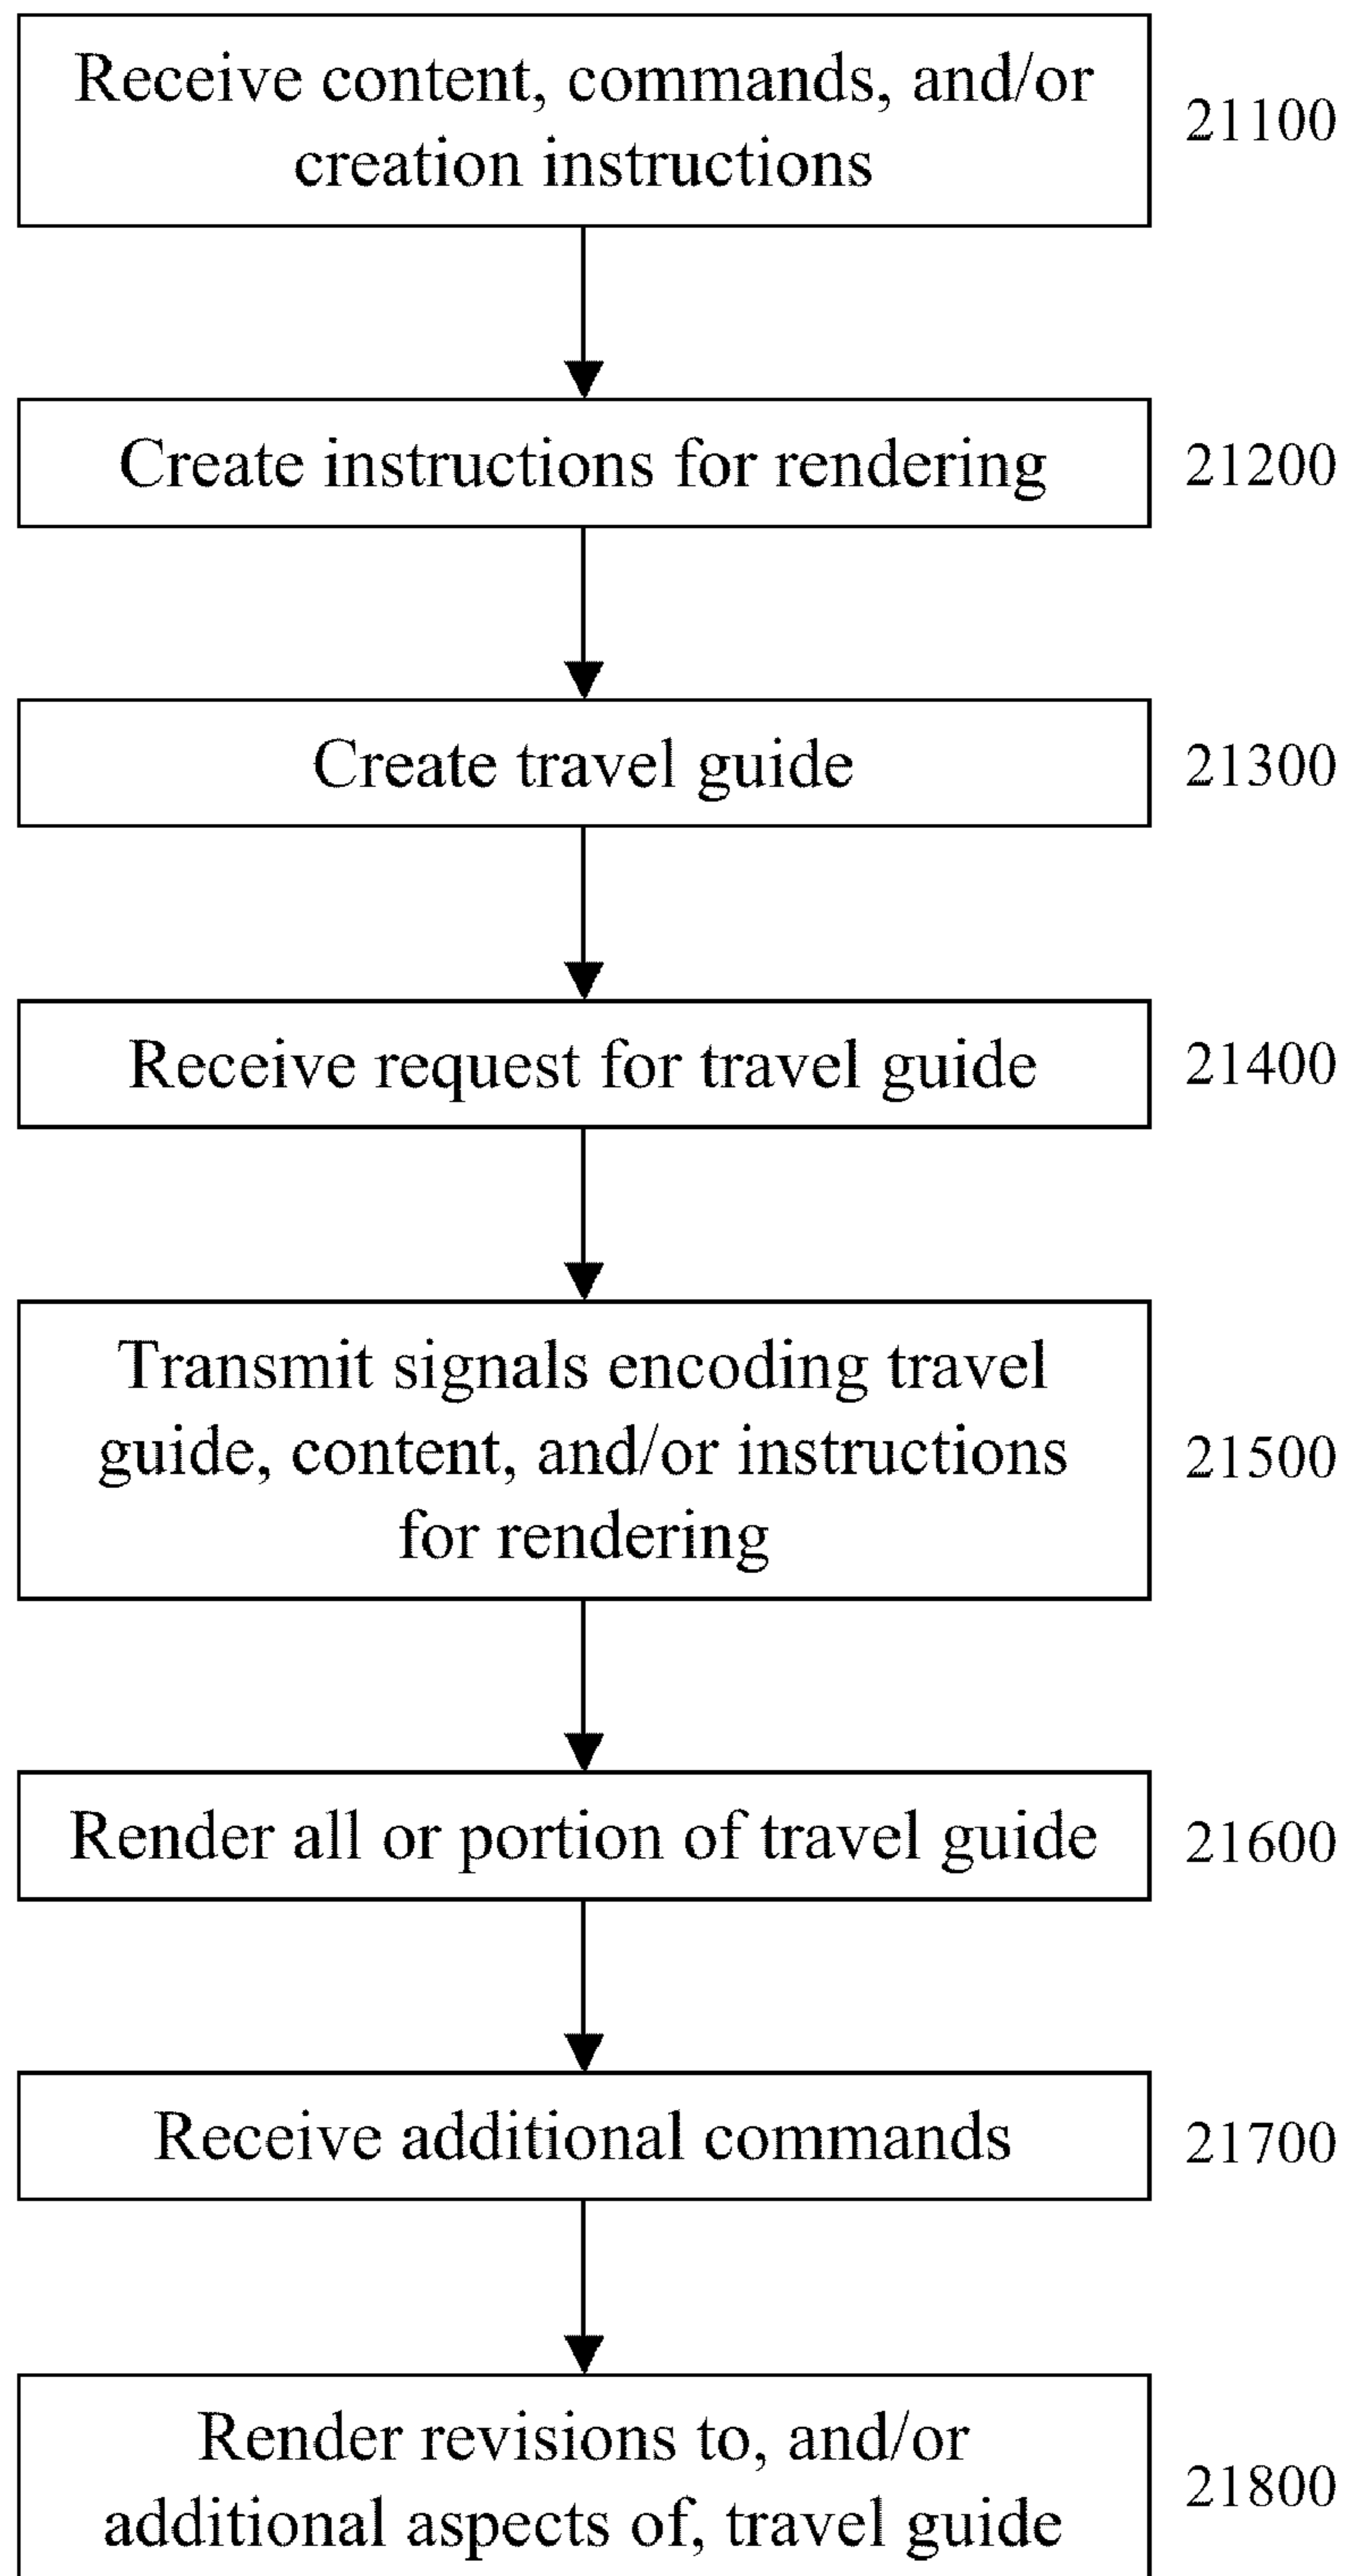 Receive content, commands, and/or
creation instructions
21100
Create instructions for rendering
21200
Create travel guide
21300
Receive request for travel guide
21400
Transmit signals encoding travel
guide, content, and/or instructions
for rendering
21500
Render all or portion of travel guide
21600
Receive additional commands
21700
Render revisions to, and/or
additional aspects of, travel guide
21800